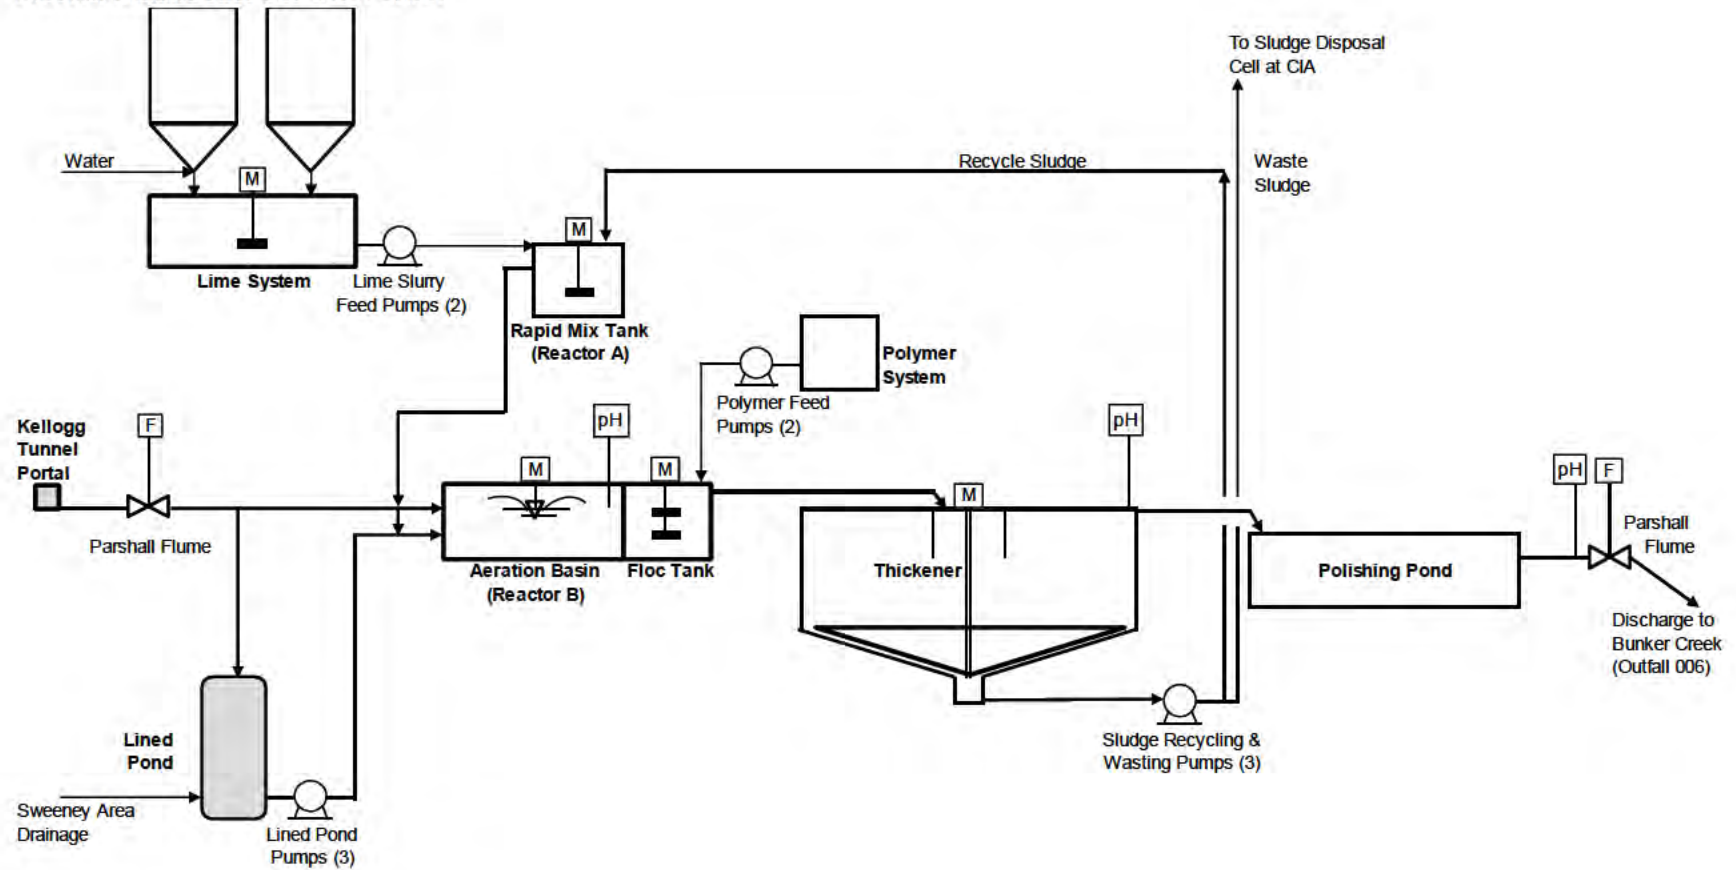 To Sludge Disposal
Cell at CIA
Water
M
Recycle Sludge
Waste
Sludge
M
Lime System
Lime Slurry
Feed Pumps (2)
Rapid Mix Tank
(Reactor A)
Polymer
System
Polymer Feed
Pumps (2)
Kellogg
Tunnel
Portal
F
pH
M
M
pH
M
pH
F
Parshall Flume
Parshall
Flume
Aeration Basin
(Reactor B)
Floc Tank
Thickener
Polishing Pond
Discharge to
Bunker Creek
(Outfall 006)
Lined
Pond
Sludge Recycling &
Wasting Pumps (3)
Sweeney Area
Drainage
Lined Pond
Pumps (3)